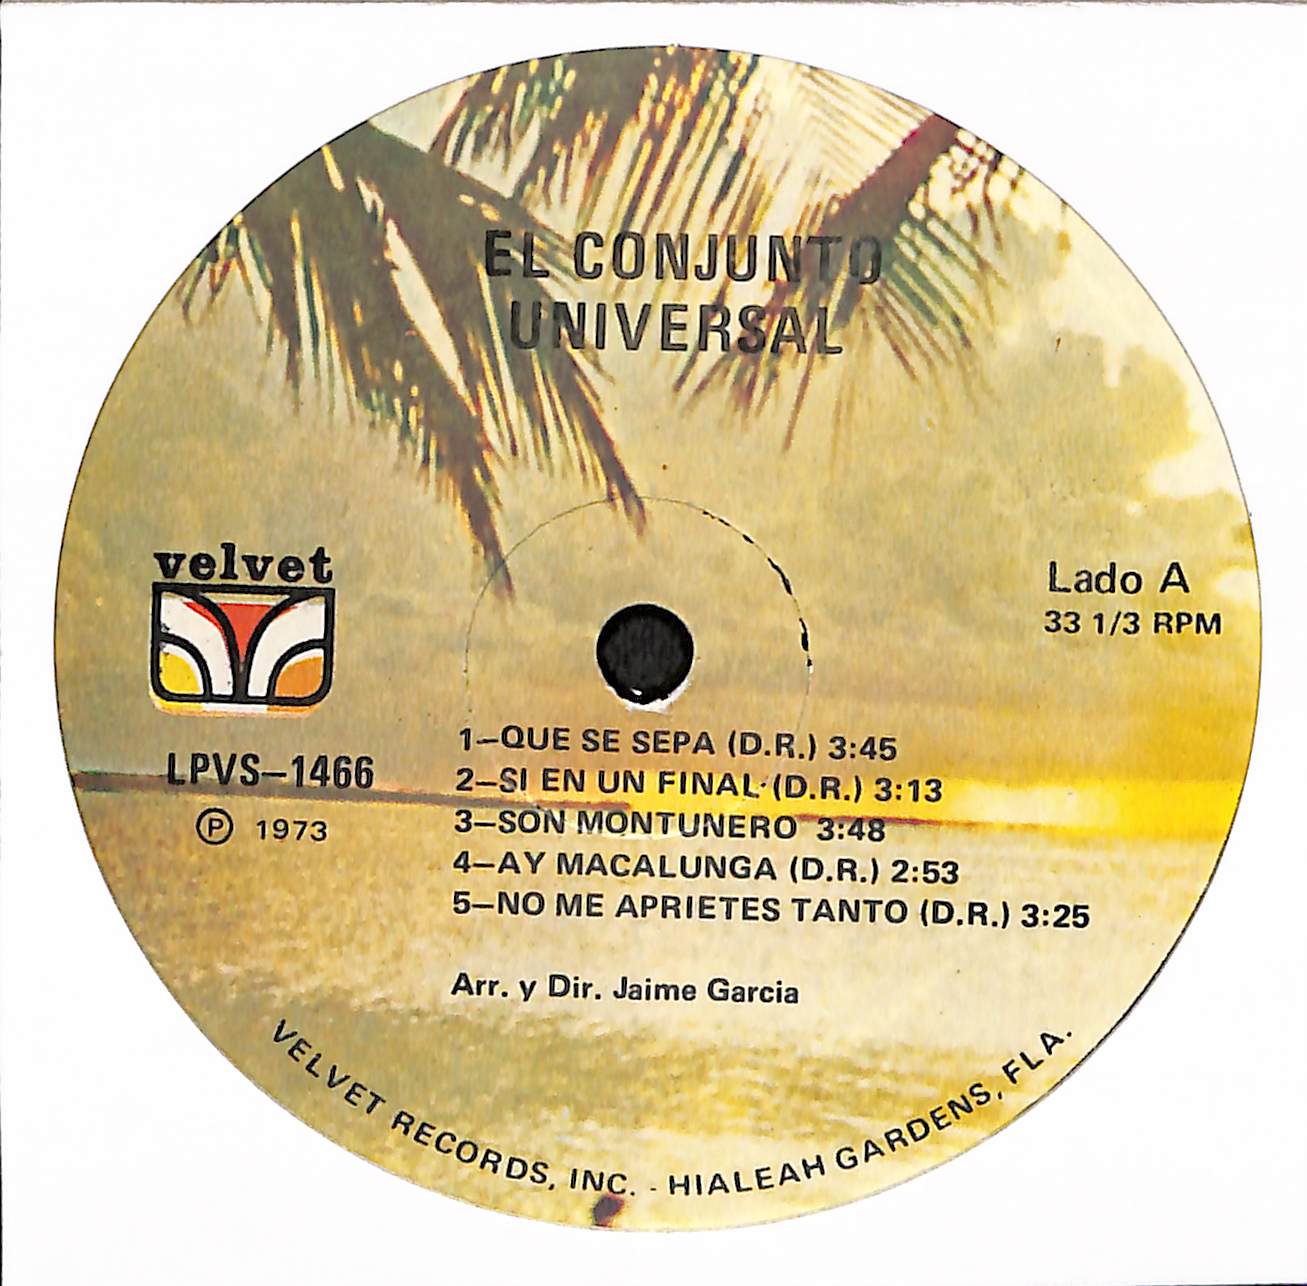 EL CONJUNTO
UNIVERSAL
velvet
Lado A
33 1/3 RPM
LPVS–1466
Ⓟ 1973
1–QUE SE SEPA (D.R.) 3:45
2–SI EN UN FINAL (D.R.) 3:13
3–SON MONTUNERO 3:48
4–AY MACALUNGA (D.R.) 2:53
5–NO ME APRIETES TANTO (D.R.) 3:25
Arr. y Dir. Jaime Garcia
VELVET RECORDS, INC. - HIALEAH GARDENS, FLA.